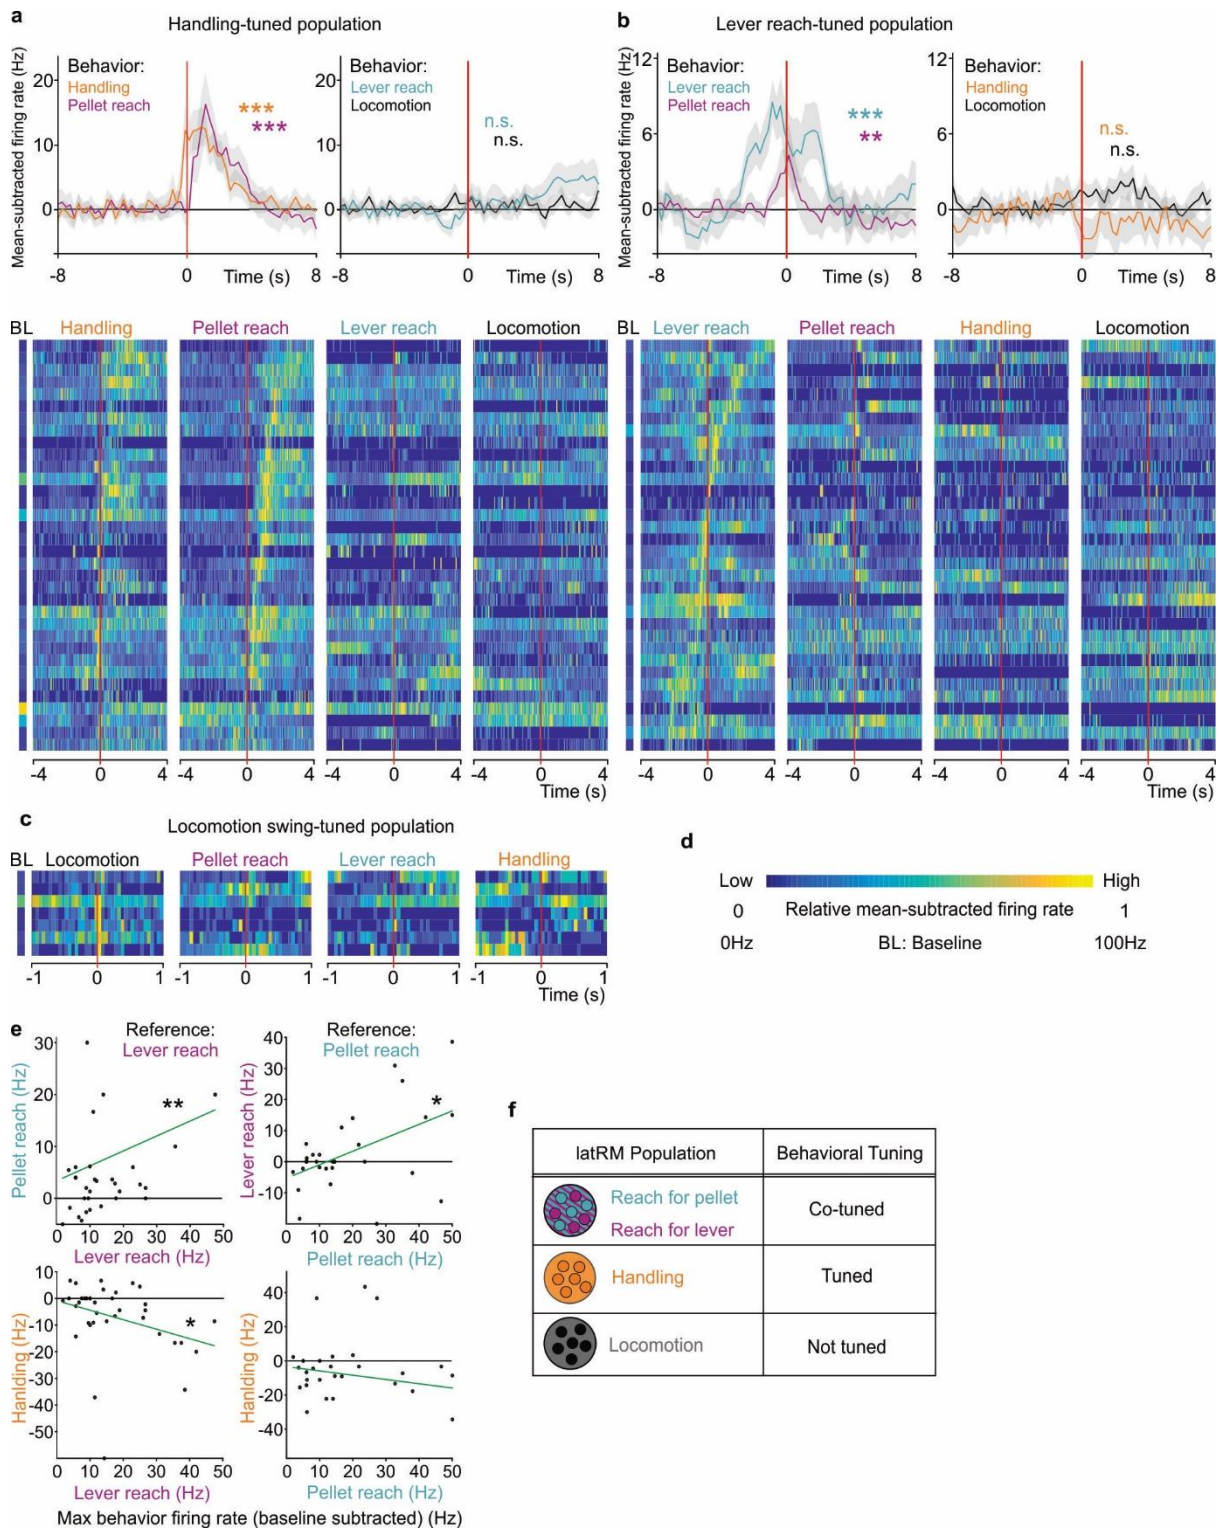 a
Handling-tuned population
Mean-subtracted firing rate (Hz)
20
10
0
Behavior:
Handling
Pellet reach
***
***
-8
0
Time (s)
8
20
10
0
Behavior:
Lever reach
Locomotion
n.s.
n.s.
-8
0
Time (s)
8
b
Lever reach-tuned population
Mean-subtracted firing rate (Hz)
12
6
0
Behavior:
Lever reach
Pellet reach
***
**
-8
0
Time (s)
8
12
6
0
Behavior:
Handling
Locomotion
n.s.
n.s.
-8
0
Time (s)
8
BL Handling Pellet reach Lever reach Locomotion
-4 0 4 -4 0 4 -4 0 4 -4 0 4
Time (s)
BL Lever reach Pellet reach Handling Locomotion
-4 0 4 -4 0 4 -4 0 4 -4 0 4
Time (s)
c
Locomotion swing-tuned population
BL Locomotion Pellet reach Lever reach Handling
-1 0 1 -1 0 1 -1 0 1 -1 0 1
Time (s)
d
Low High
0 Relative mean-subtracted firing rate 1
0Hz BL: Baseline 100Hz
e
Reference:
Lever reach
Pellet reach (Hz)
30
20
10
0
**
0 10 20 30 40 50
Lever reach (Hz)
Reference:
Pellet reach
Lever reach (Hz)
40
30
20
10
0
-10
*
0 10 20 30 40 50
Pellet reach (Hz)
Hanlding (Hz)
10
0
-10
-20
-30
-50
*
0 10 20 30 40 50
Lever reach (Hz)
Hanlding (Hz)
40
20
0
-20
-40
0 10 20 30 40 50
Pellet reach (Hz)
Max behavior firing rate (baseline subtracted) (Hz)
f
latRM Population Behavioral Tuning
Reach for pellet
Reach for lever
Co-tuned
Handling Tuned
Locomotion Not tuned